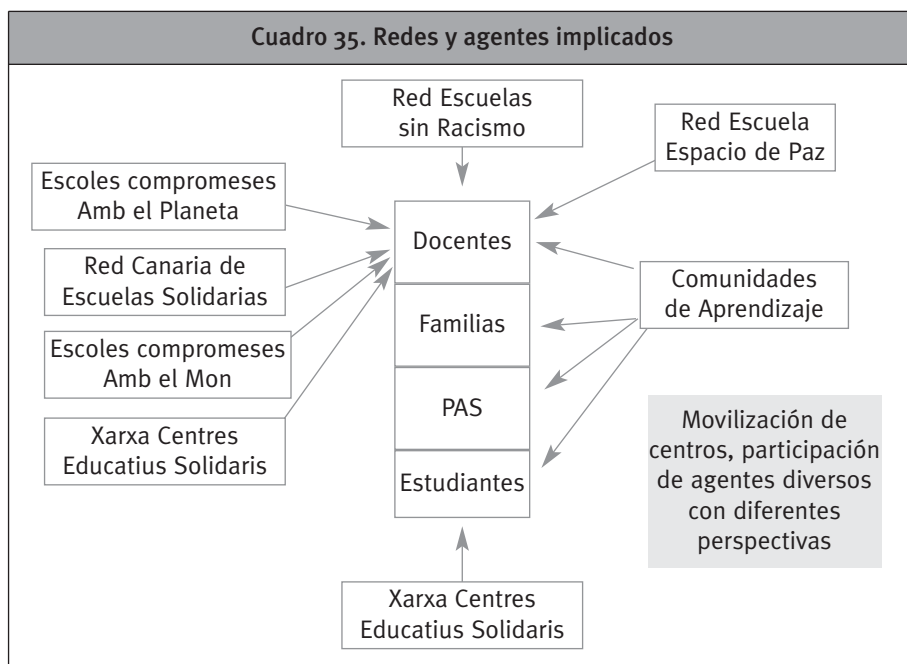 Cuadro 35. Redes y agentes implicados
Red Escuelas
sin Racismo
Red Escuela
Espacio de Paz
Escoles compromeses
Amb el Planeta
Docentes
Red Canaria de
Escuelas Solidarias
Comunidades
de Aprendizaje
Familias
Escoles compromeses
Amb el Mon
PAS
Xarxa Centres
Educatius Solidaris
Movilización de
centros, participación
de agentes diversos
con diferentes
perspectivas
Estudiantes
Xarxa Centres
Educatius Solidaris